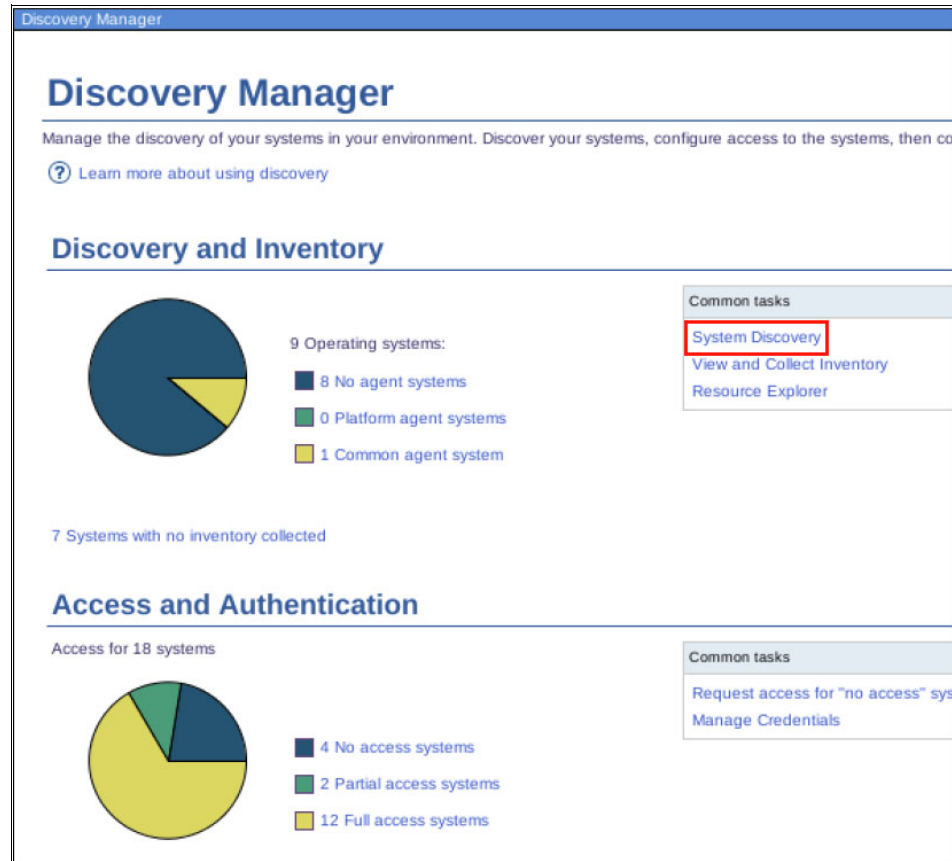 Discovery Manager
Discovery Manager
Manage the discovery of your systems in your environment. Discover your systems, configure access to the systems, then co
? Learn more about using discovery
Discovery and Inventory
Common tasks
System Discovery
View and Collect Inventory
Resource Explorer
9 Operating systems:
8 No agent systems
0 Platform agent systems
1 Common agent system
7 Systems with no inventory collected
Access and Authentication
Access for 18 systems
Common tasks
Request access for "no access" sys
Manage Credentials
4 No access systems
2 Partial access systems
12 Full access systems